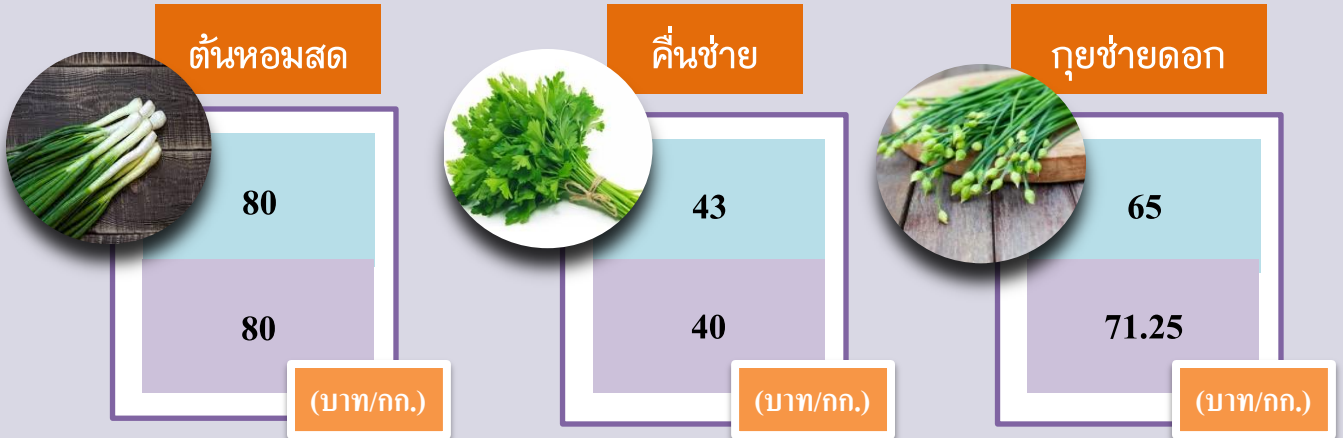 ต้นหอมสด
80
80
(บาท/กก.)
คื่นช่าย
43
40
(บาท/กก.)
กุยช่ายดอก
65
71.25
(บาท/กก.)